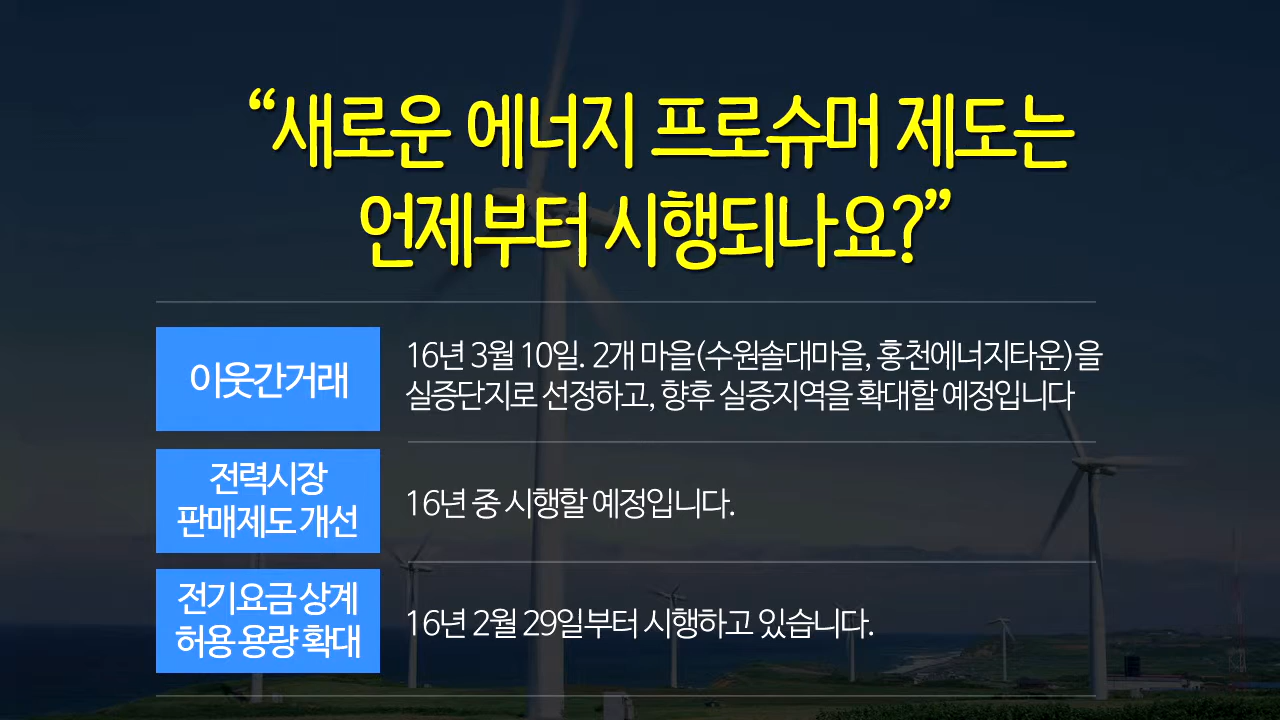 “새로운 에너지 프로슈머 제도는
언제부터 시행되나요?”
이웃간거래
16년 3월 10일. 2개 마을(수원솔대마을, 홍천에너지타운)을
실증단지로 선정하고, 향후 실증지역을 확대할 예정입니다
전력시장
판매제도 개선
16년 중 시행할 예정입니다.
전기요금 상계
허용 용량 확대
16년 2월 29일부터 시행하고 있습니다.